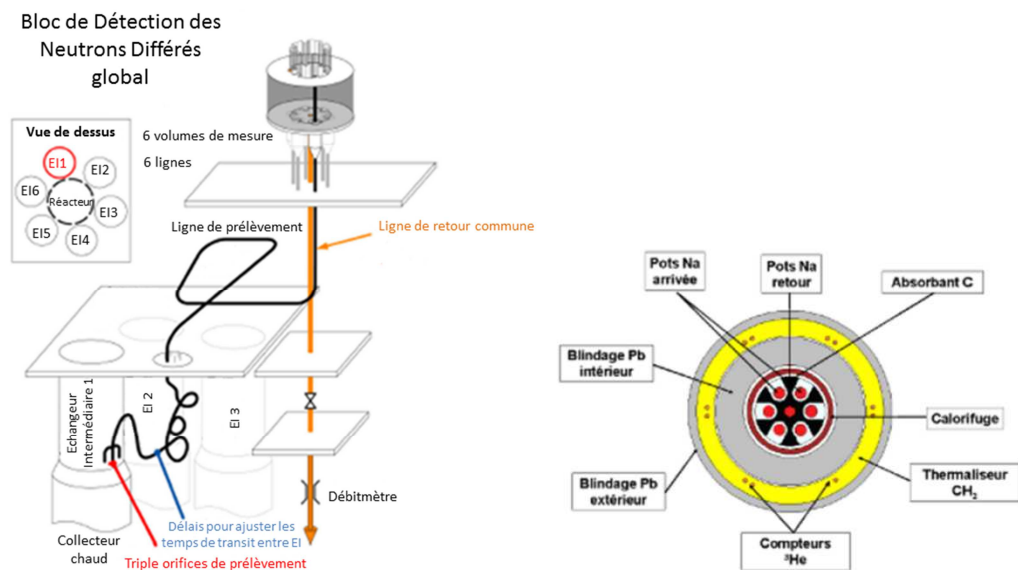 Bloc de Détection des
Neutrons Différés
global
Vue de dessus
EI1
EI2
EI6
Réacteur
EI3
EI5
EI4
6 volumes de mesure
6 lignes
Ligne de prélèvement
Ligne de retour commune
Echangeur
Intermédiaire 1
EI 2
EI 3
Débitmètre
Délais pour ajuster les
temps de transit entre EI
Collecteur
chaud
Triple orifices de prélèvement
Pots Na
arrivée
Pots Na
retour
Absorbant C
Blindage Pb
intérieur
Calorifuge
Blindage Pb
extérieur
Thermaliseur
CH₂
Compteurs
³He